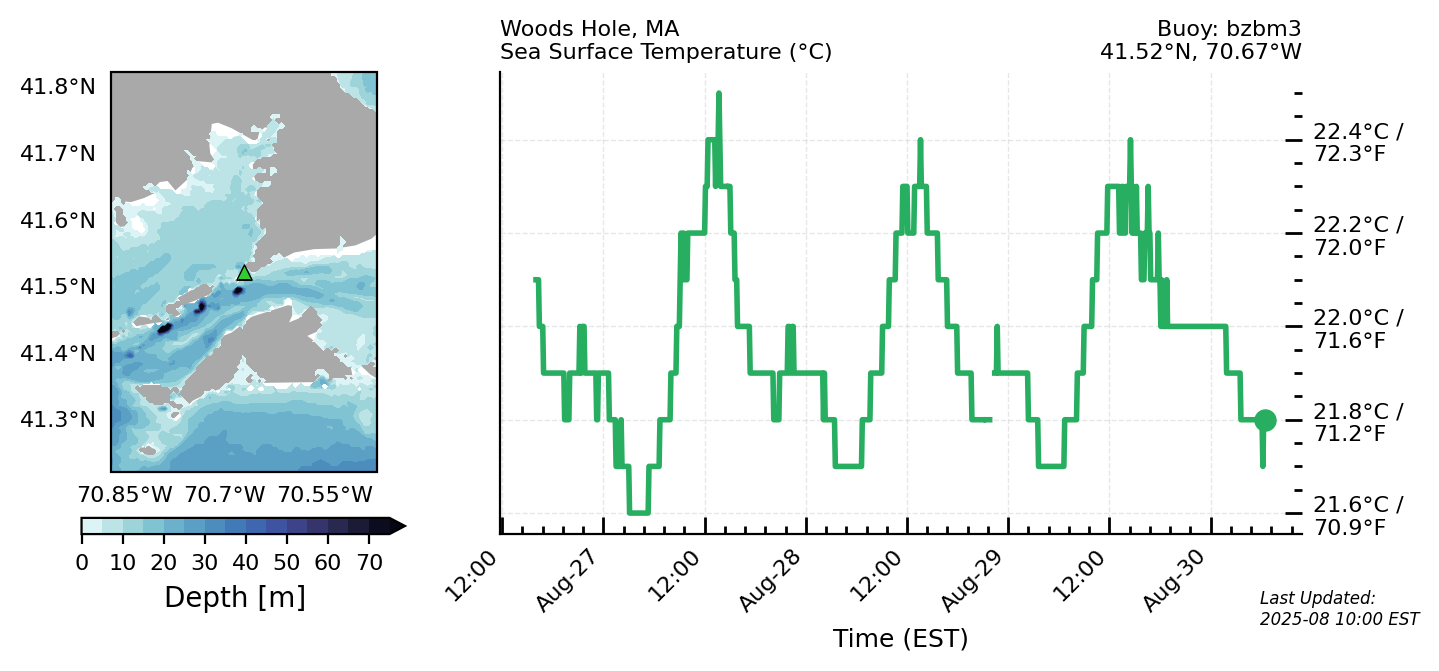 Woods Hole, MA
Sea Surface Temperature (°C)
Buoy: bzbm3
41.52°N, 70.67°W
41.8°N
41.7°N
41.6°N
41.5°N
41.4°N
41.3°N
70.85°W 70.7°W 70.55°W
0 10 20 30 40 50 60 70
Depth [m]
22.4°C /
72.3°F
22.2°C /
72.0°F
22.0°C /
71.6°F
21.8°C /
71.2°F
21.6°C /
70.9°F
12:00 Aug-27 12:00 Aug-28 12:00 Aug-29 12:00 Aug-30
Time (EST)
Last Updated:
2025-08 10:00 EST